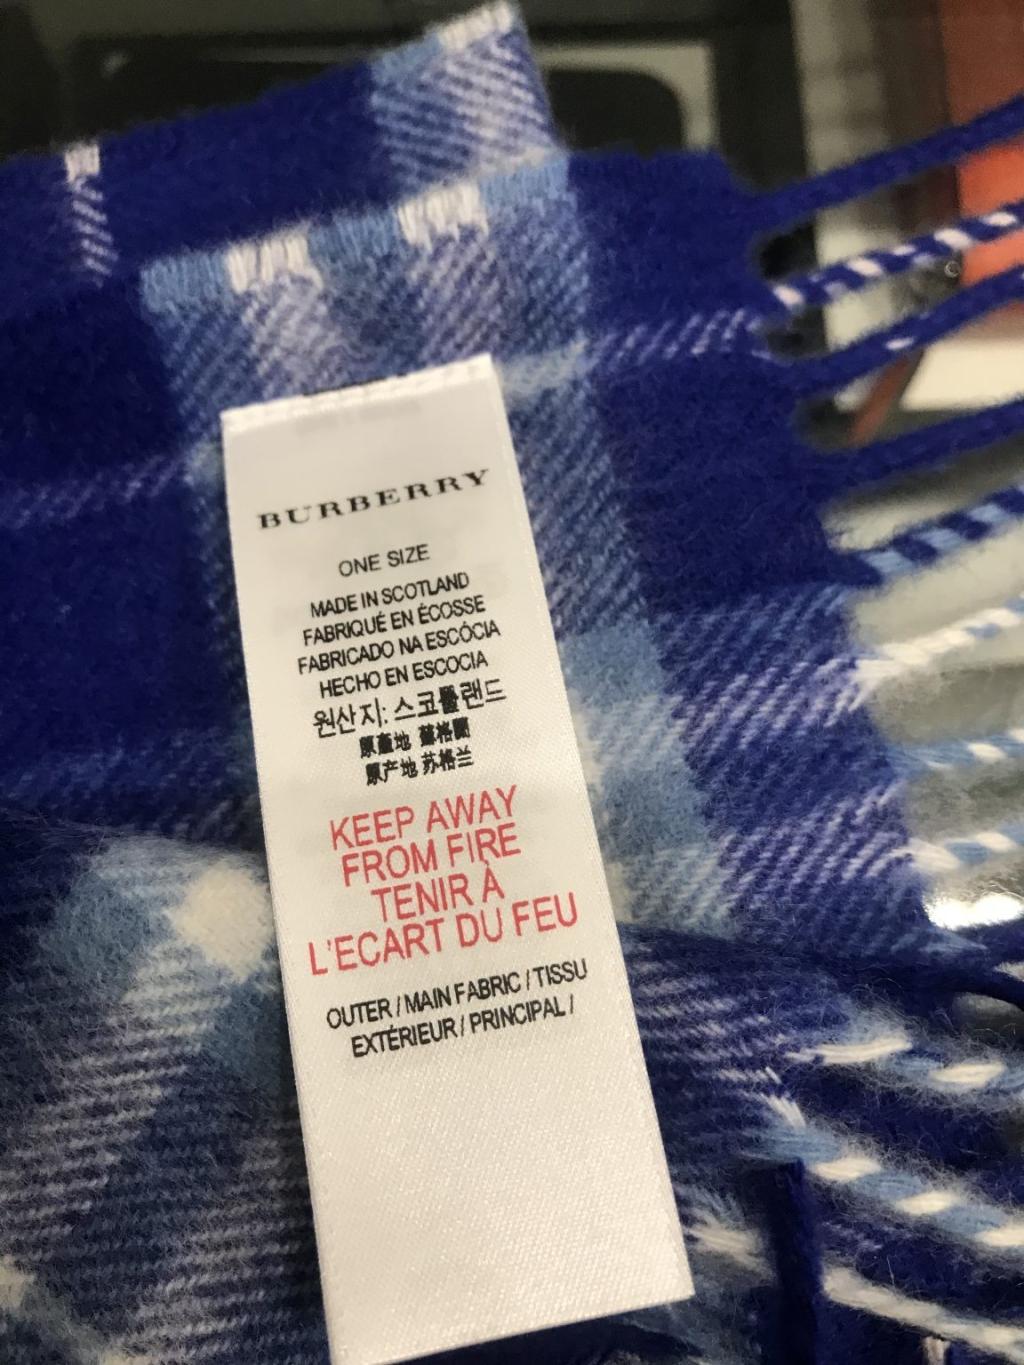 BURBERRY
ONE SIZE
MADE IN SCOTLAND
FABRIQUÉ EN ÉCOSSE
FABRICADO NA ESCÓCIA
HECHO EN ESCOCIA
원산지: 스코틀랜드
原產地 蘇格蘭
原产地 苏格兰
KEEP AWAY
FROM FIRE
TENIR À
L'ECART DU FEU
OUTER / MAIN FABRIC / TISSU
EXTÉRIEUR / PRINCIPAL /